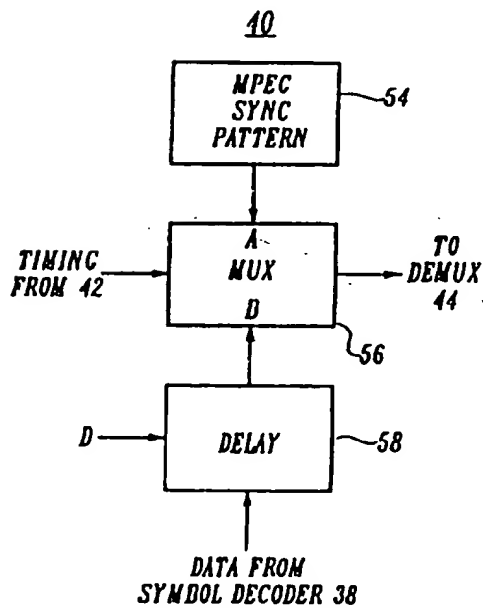 40
MPEC
SYNC
PATTERN
54
A
MUX
D
TIMING
FROM 42
TO
DEMUX
44
56
D
DELAY
58
DATA FROM
SYMBOL DECODER 38